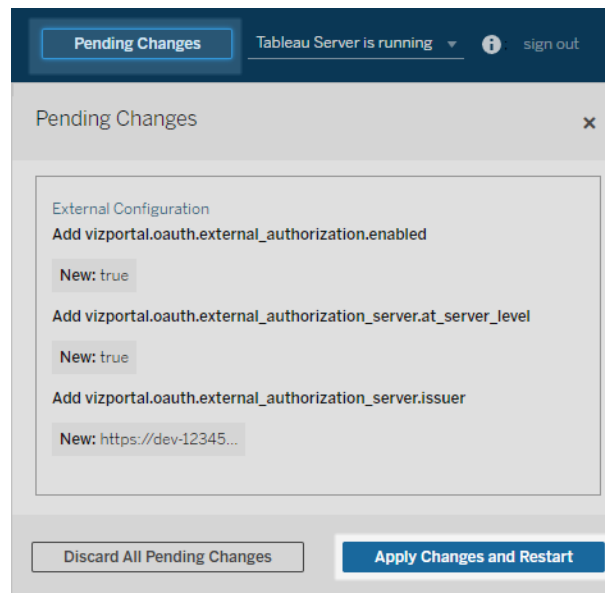 Pending Changes
Tableau Server is running
sign out
Pending Changes
External Configuration
Add vizportal.oauth.external_authorization.enabled
New: true
Add vizportal.oauth.external_authorization_server.at_server_level
New: true
Add vizportal.oauth.external_authorization_server.issuer
New: https://dev-12345...
Discard All Pending Changes
Apply Changes and Restart